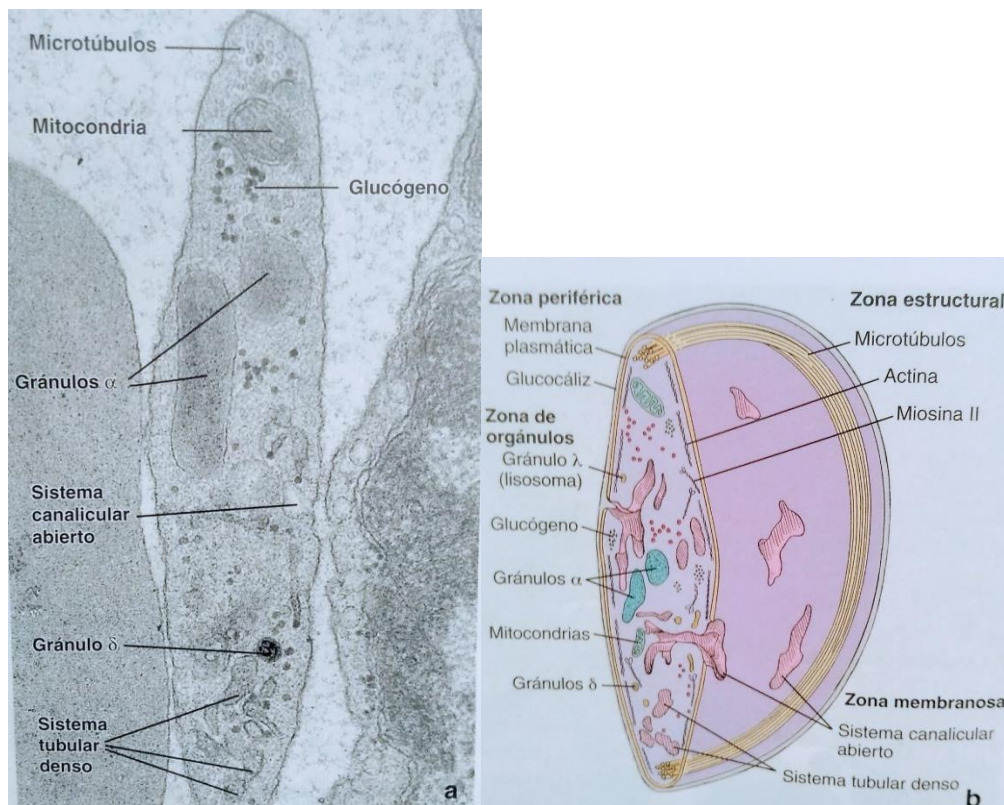 Microtúbulos
Mitocondria
Glucógeno
Gránulos α
Sistema
canalicular
abierto
Gránulo δ
Sistema
tubular
denso
a
Zona periférica
Membrana
plasmática
Glucocáliz
Zona de
orgánulos
Gránulo λ
(lisosoma)
Glucógeno
Gránulos α
Mitocondrias
Gránulos δ
Zona estructural
Microtúbulos
Actina
Miosina II
Zona membranosa
Sistema canalicular
abierto
Sistema tubular denso
b